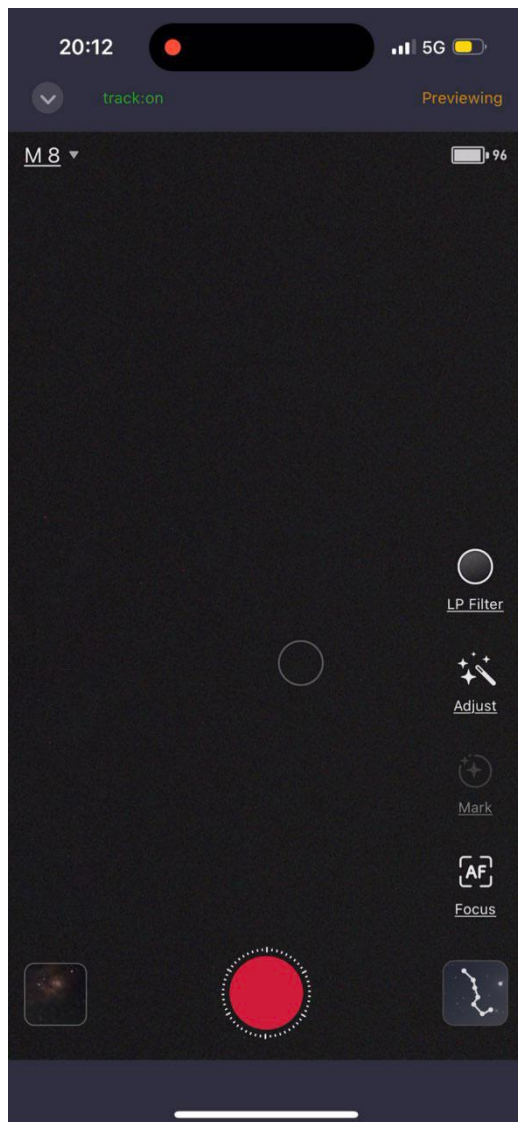 20:12 5G
track:on Previewing
M 8 96
LP Filter
Adjust
Mark
AF
Focus